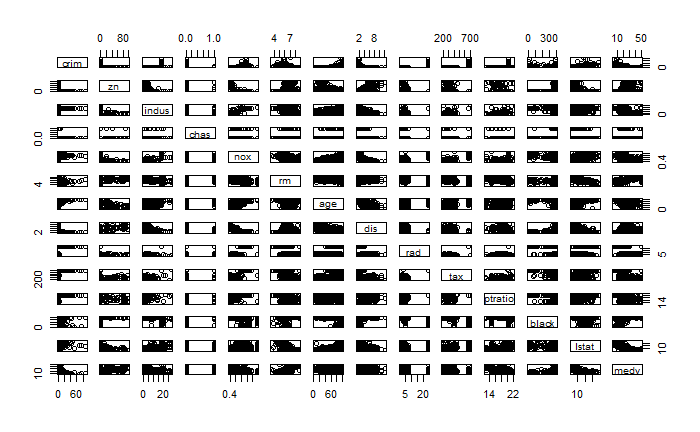 0 80 0.0 1.0 4 7 2 8 200 700 0 300 10 50
crim 0
0 zn
indus 0
0.0 chas
nox 0.4
4 rm
age 0
2 dis
rad 5
200 tax
ptratio 14
0 black
lstat 10
10 medv
0 60 0 20 0.4 0 60 5 20 14 22 10